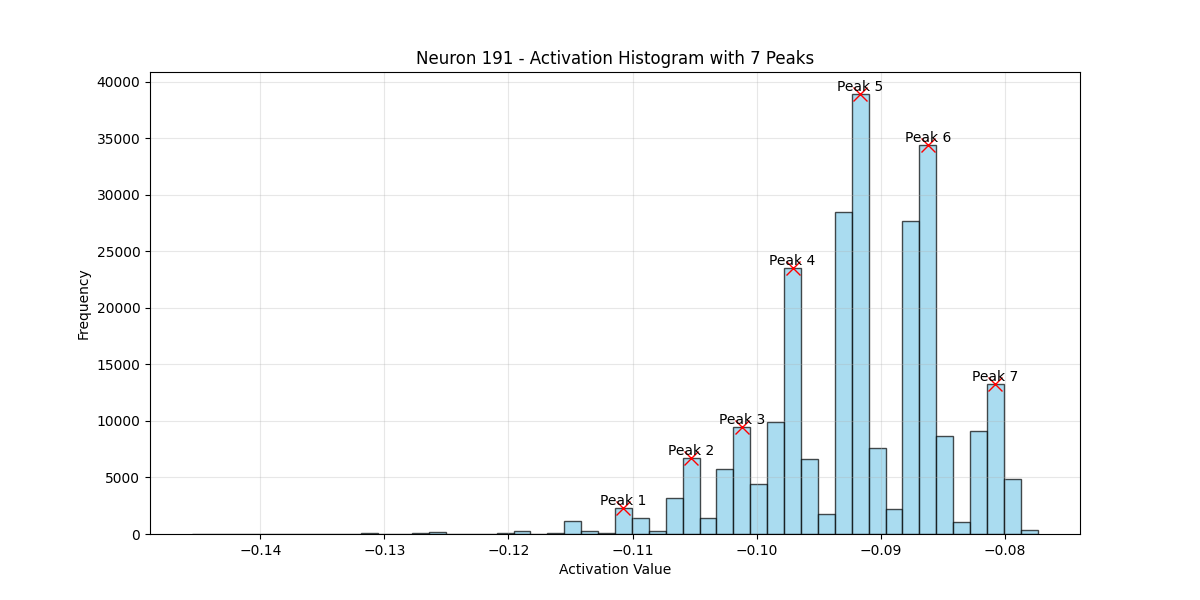 Neuron 191 - Activation Histogram with 7 Peaks
40000
35000
30000
25000
20000
15000
10000
5000
0
Frequency
Peak 5
Peak 6
Peak 4
Peak 7
Peak 3
Peak 2
Peak 1
−0.14 −0.13 −0.12 −0.11 −0.10 −0.09 −0.08
Activation Value